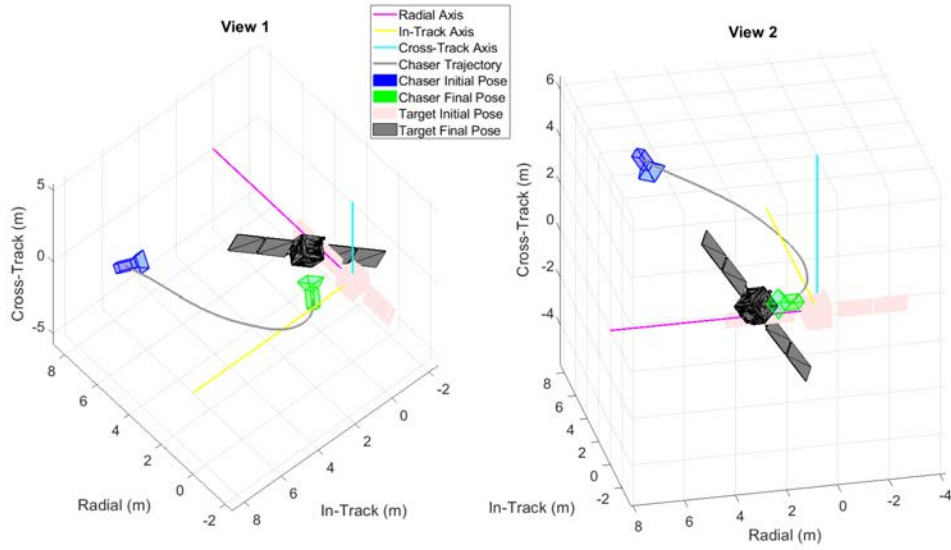 View 1
Radial Axis
In-Track Axis
Cross-Track Axis
Chaser Trajectory
Chaser Initial Pose
Chaser Final Pose
Target Initial Pose
Target Final Pose
View 2
Cross-Track (m)
5
0
-5
8
6
4
2
0
-2
Radial (m)
8
6
4
2
0
-2
In-Track (m)
Cross-Track (m)
6
4
2
0
-2
-4
8
6
4
2
0
-2
In-Track (m)
8
6
4
2
0
-2
-4
Radial (m)